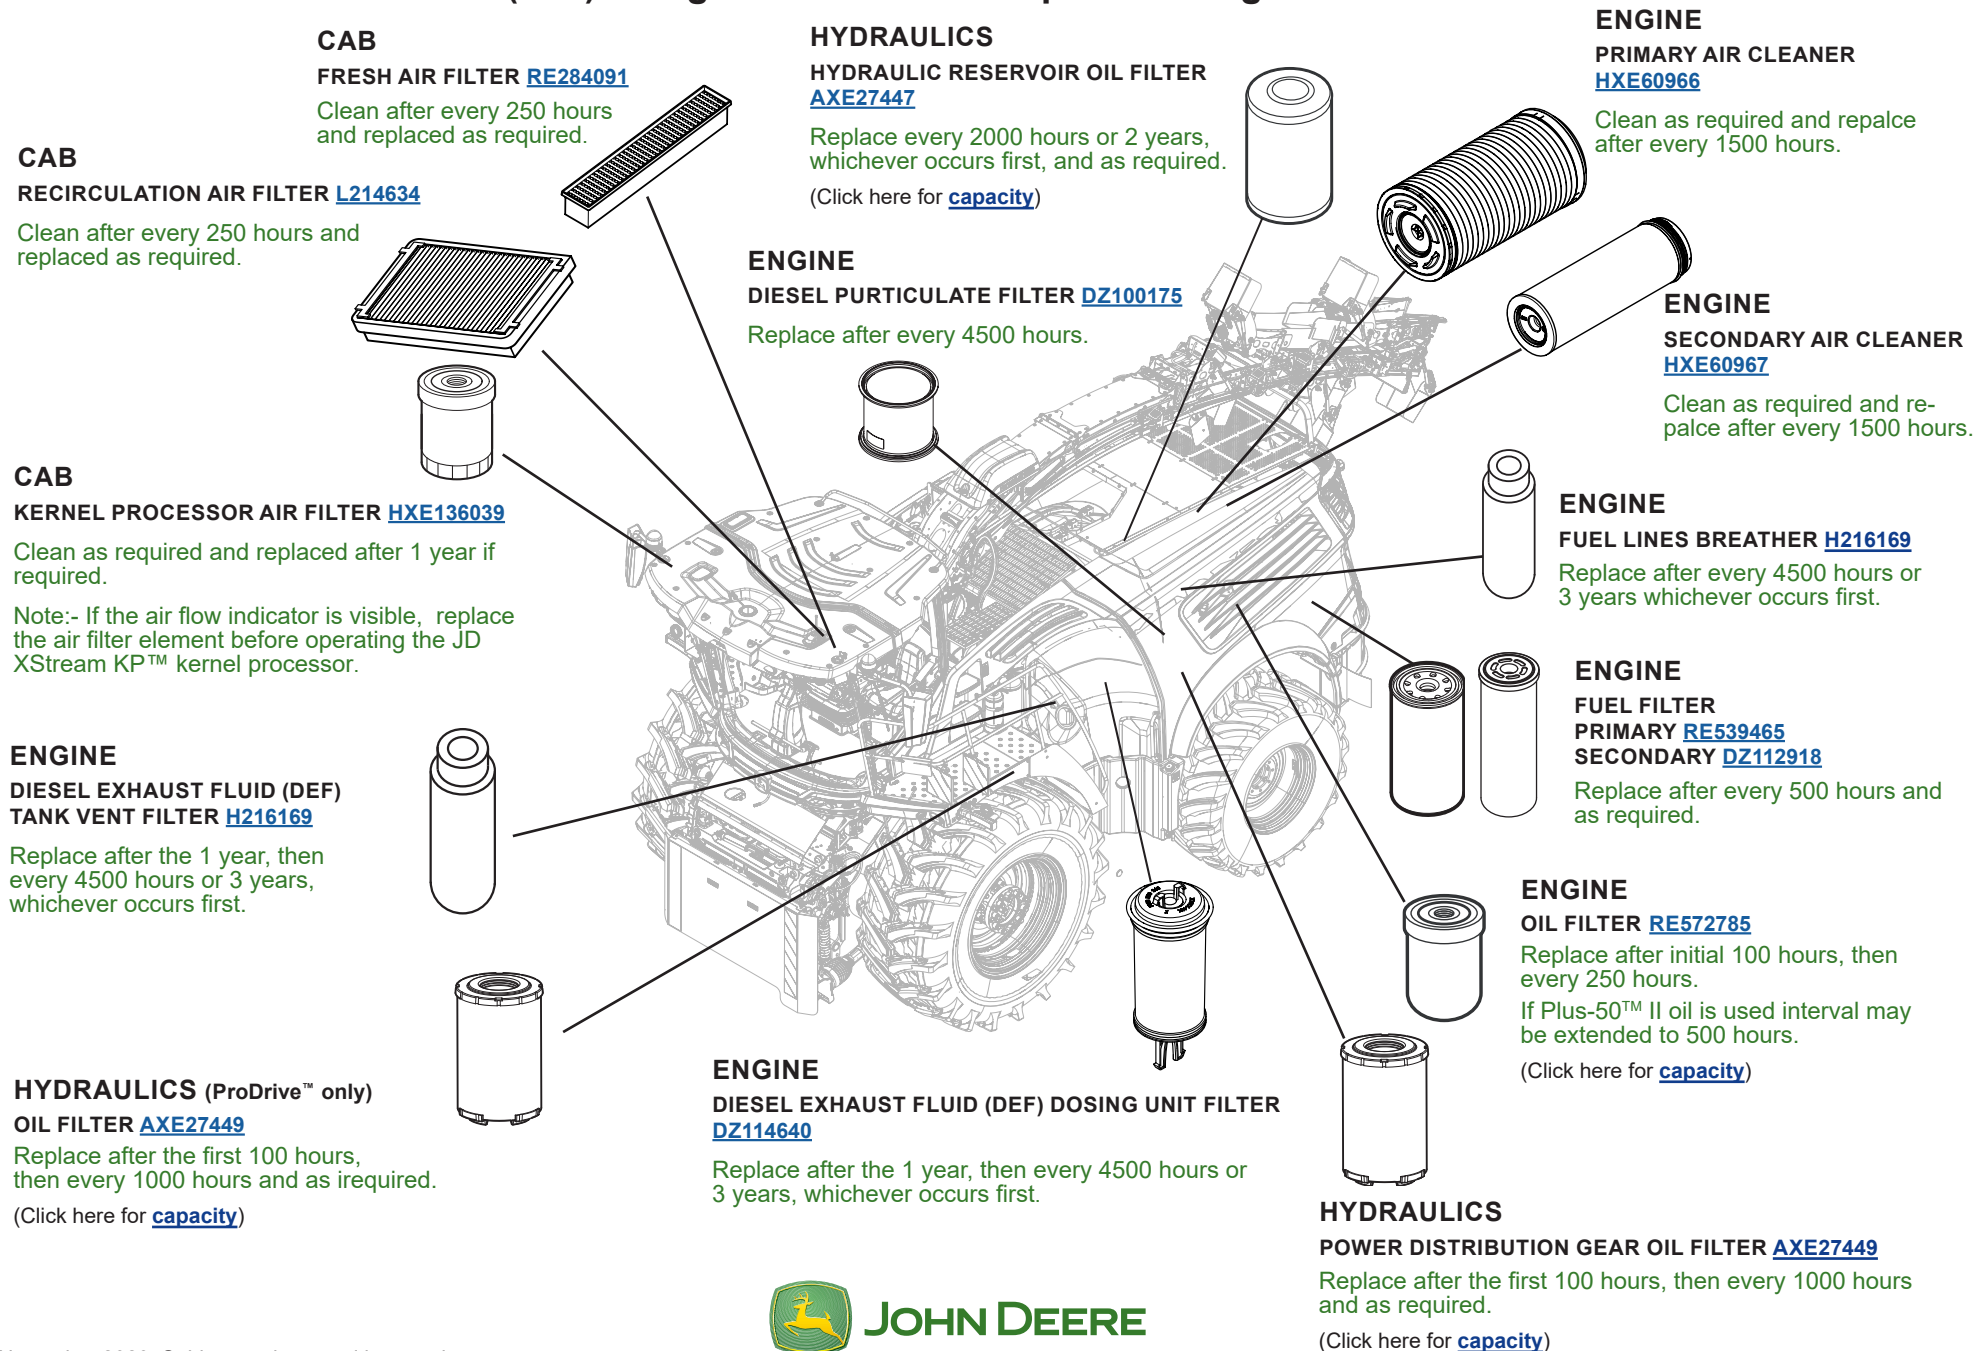 CAB
FRESH AIR FILTER RE284091
Clean after every 250 hours
and replaced as required.
HYDRAULICS
HYDRAULIC RESERVOIR OIL FILTER
AXE27447
Replace every 2000 hours or 2 years,
whichever occurs first, and as required.
(Click here for capacity)
ENGINE
PRIMARY AIR CLEANER
HXE60966
Clean as required and repalce
after every 1500 hours.
CAB
RECIRCULATION AIR FILTER L214634
Clean after every 250 hours and
replaced as required.
ENGINE
DIESEL PURTICULATE FILTER DZ100175
Replace after every 4500 hours.
ENGINE
SECONDARY AIR CLEANER
HXE60967
Clean as required and re-
palce after every 1500 hours.
CAB
KERNEL PROCESSOR AIR FILTER HXE136039
Clean as required and replaced after 1 year if
required.
Note:- If the air flow indicator is visible, replace
the air filter element before operating the JD
XStream KP™ kernel processor.
ENGINE
FUEL LINES BREATHER H216169
Replace after every 4500 hours or
3 years whichever occurs first.
ENGINE
FUEL FILTER
PRIMARY RE539465
SECONDARY DZ112918
Replace after every 500 hours and
as required.
ENGINE
DIESEL EXHAUST FLUID (DEF)
TANK VENT FILTER H216169
Replace after the 1 year, then
every 4500 hours or 3 years,
whichever occurs first.
ENGINE
OIL FILTER RE572785
Replace after initial 100 hours, then
every 250 hours.
If Plus-50™ II oil is used interval may
be extended to 500 hours.
(Click here for capacity)
HYDRAULICS (ProDrive™ only)
OIL FILTER AXE27449
Replace after the first 100 hours,
then every 1000 hours and as irequired.
(Click here for capacity)
ENGINE
DIESEL EXHAUST FLUID (DEF) DOSING UNIT FILTER
DZ114640
Replace after the 1 year, then every 4500 hours or
3 years, whichever occurs first.
HYDRAULICS
POWER DISTRIBUTION GEAR OIL FILTER AXE27449
Replace after the first 100 hours, then every 1000 hours
and as required.
(Click here for capacity)
JOHN DEERE